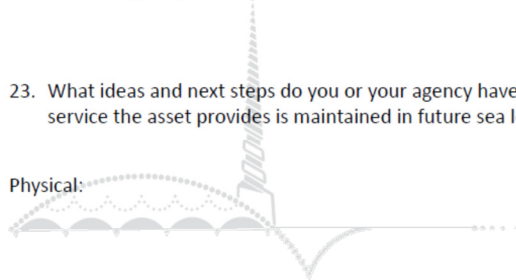 23. What ideas and next steps do you or your agency have
service the asset provides is maintained in future sea l
Physical: